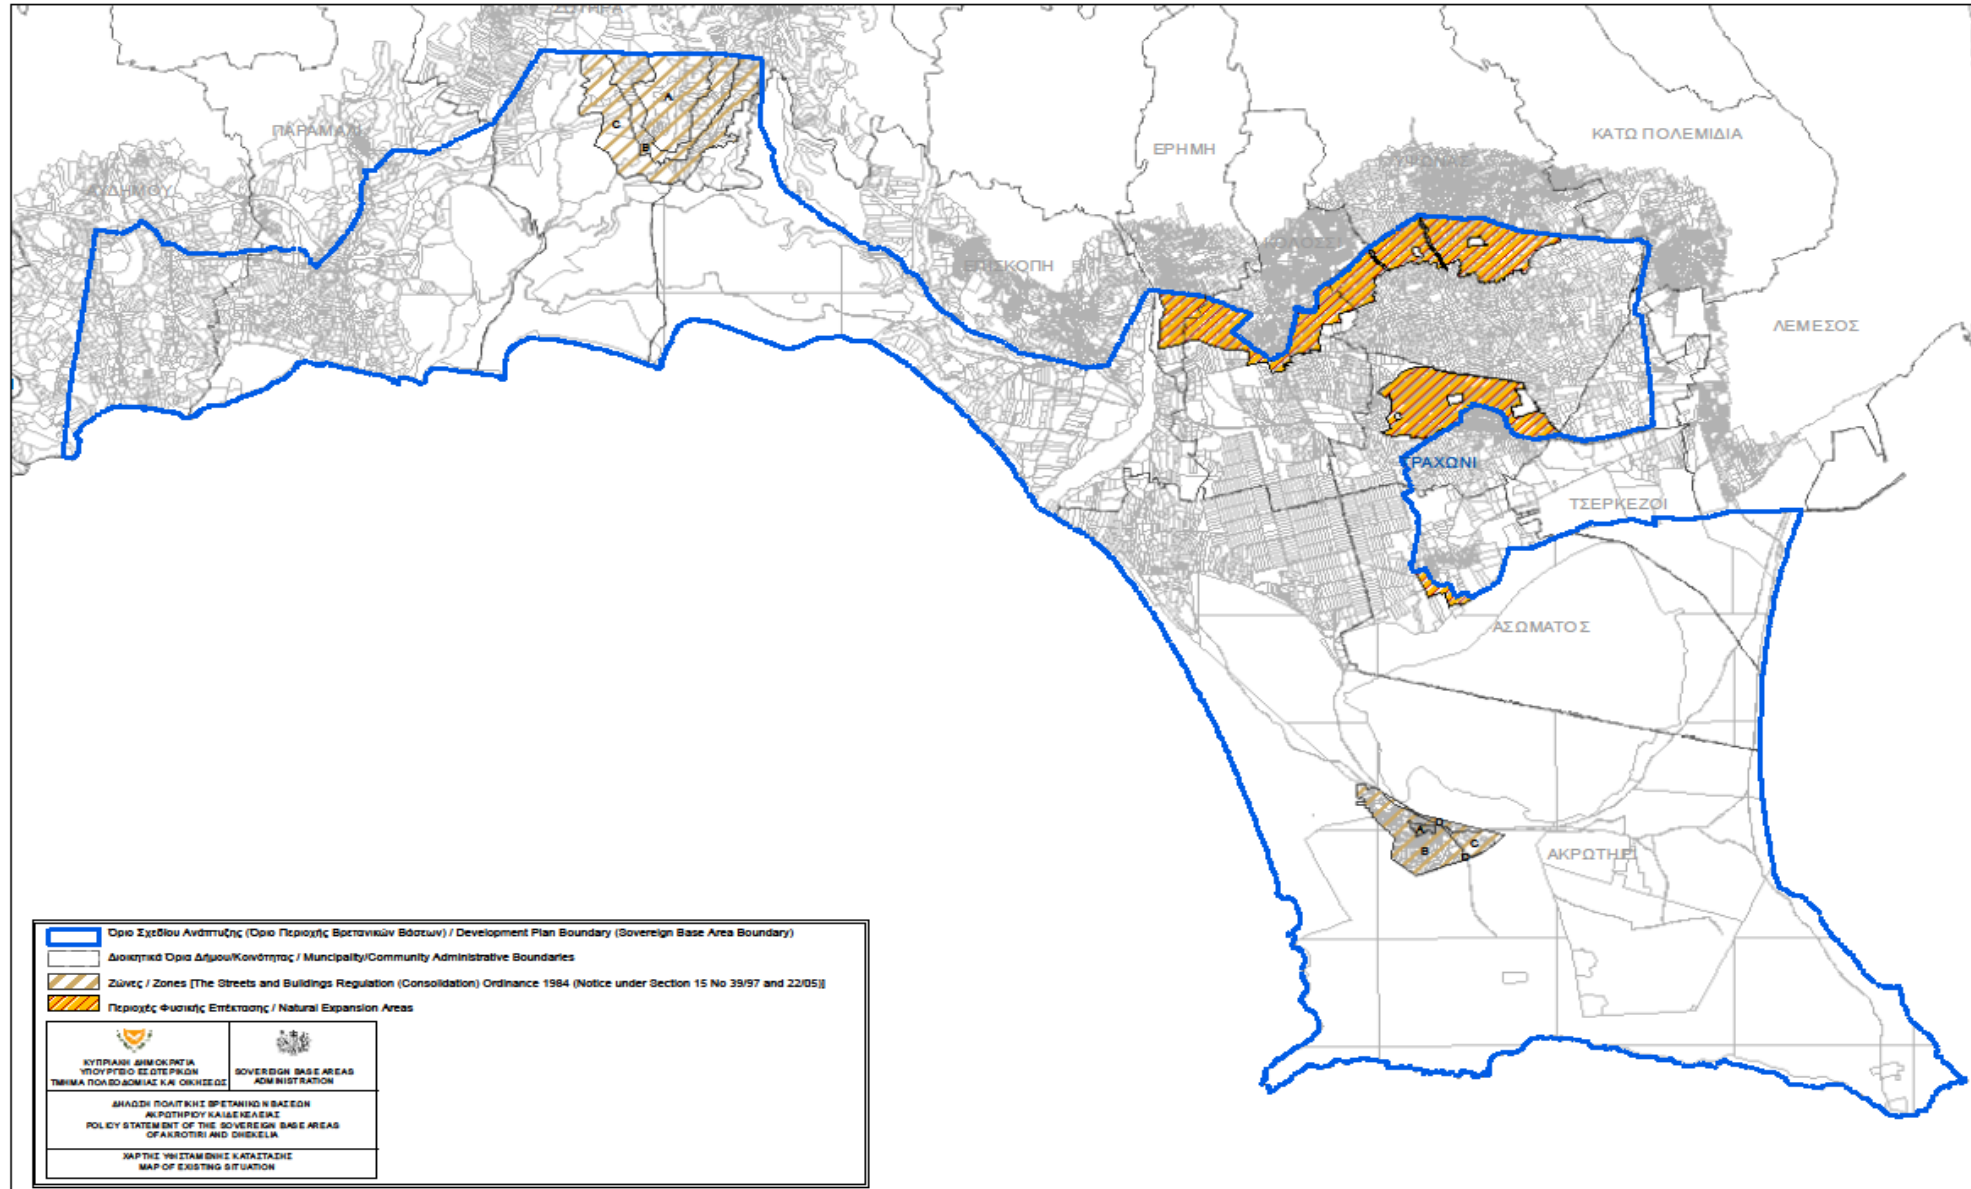 ΠΑΡΑΜΑΛΙ
ΑΥΔΗΜΟΥ
ΕΡΗΜΗ
ΚΑΤΩ ΠΟΛΕΜΙΔΙΑ
ΕΠΙΣΚΟΠΗ
ΛΕΜΕΣΟΣ
ΤΡΑΧΩΝΙ
ΤΣΕΡΚΕΖΟΙ
ΑΣΩΜΑΤΟΣ
ΑΚΡΩΤΗΡΙ
A
C
B
A
D
B
C
D
Όριο Σχεδίου Ανάπτυξης (Όριο Περιοχής Βρετανικών Βάσεων) / Development Plan Boundary (Sovereign Base Area Boundary)
Διοικητικά Όρια Δήμου/Κοινότητας / Muncipality/Community Administrative Boundaries
Ζώνες / Zones [The Streets and Buildings Regulation (Consolidation) Ordinance 1984 (Notice under Section 15 No 39/97 and 22/05)]
Περιοχές Φυσικής Επέκτασης / Natural Expansion Areas
ΚΥΠΡΙΑΚΗ ΔΗΜΟΚΡΑΤΙΑ
ΥΠΟΥΡΓΕΙΟ ΕΣΩΤΕΡΙΚΩΝ
ΤΜΗΜΑ ΠΟΛΕΟΔΟΜΙΑΣ ΚΑΙ ΟΙΚΗΣΕΩΣ
SOVEREIGN BASE AREAS
ADMINISTRATION
ΔΗΛΩΣΗ ΠΟΛΙΤΙΚΗΣ ΒΡΕΤΑΝΙΚΩΝ ΒΑΣΕΩΝ
ΑΚΡΩΤΗΡΙΟΥ ΚΑΙ ΔΕΚΕΛΕΙΑΣ
POLICY STATEMENT OF THE SOVEREIGN BASE AREAS
OF AKROTIRI AND DHEKELIA
ΧΑΡΤΗΣ ΥΦΙΣΤΑΜΕΝΗΣ ΚΑΤΑΣΤΑΣΗΣ
MAP OF EXISTING SITUATION